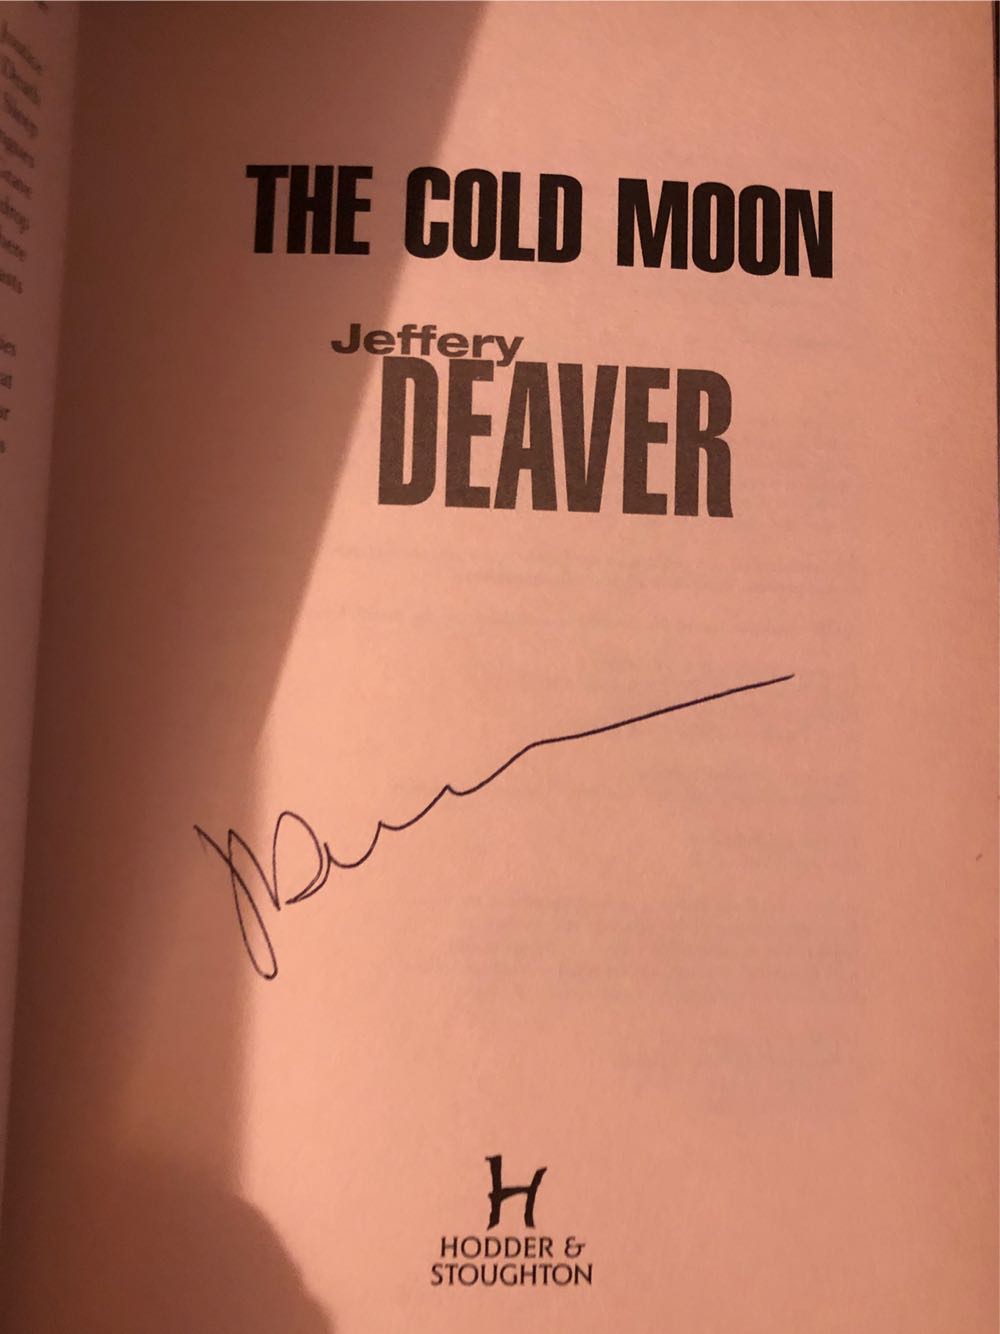 THE COLD MOON
Jeffery
DEAVER
HODDER &
STOUGHTON